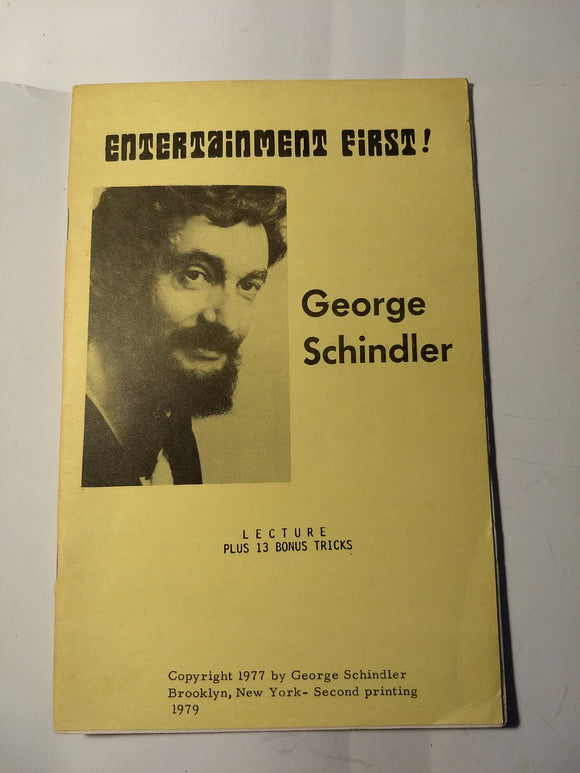 ENTERTAiNMENT FiRST!
George
Schindler
LECTURE
PLUS 13 BONUS TRICKS
Copyright 1977 by George Schindler
Brooklyn, New York- Second printing
1979